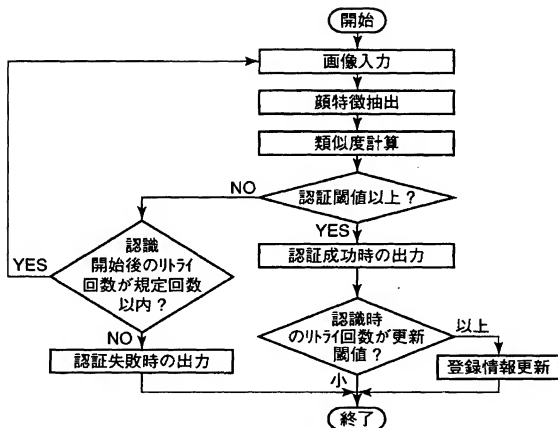 開始
画像入力
顔特徴抽出
類似度計算
認証閾値以上？
NO
YES
認証成功時の出力
認識
開始後のリトライ
回数が規定回数
以内？
YES
NO
認証失敗時の出力
認識時
のリトライ回数が更新
閾値？
以上
登録情報更新
小
終了